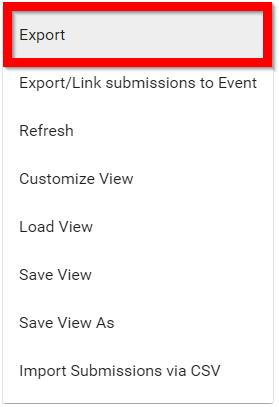 Export
Export/Link submissions to Event
Refresh
Customize View
Load View
Save View
Save View As
Import Submissions via CSV